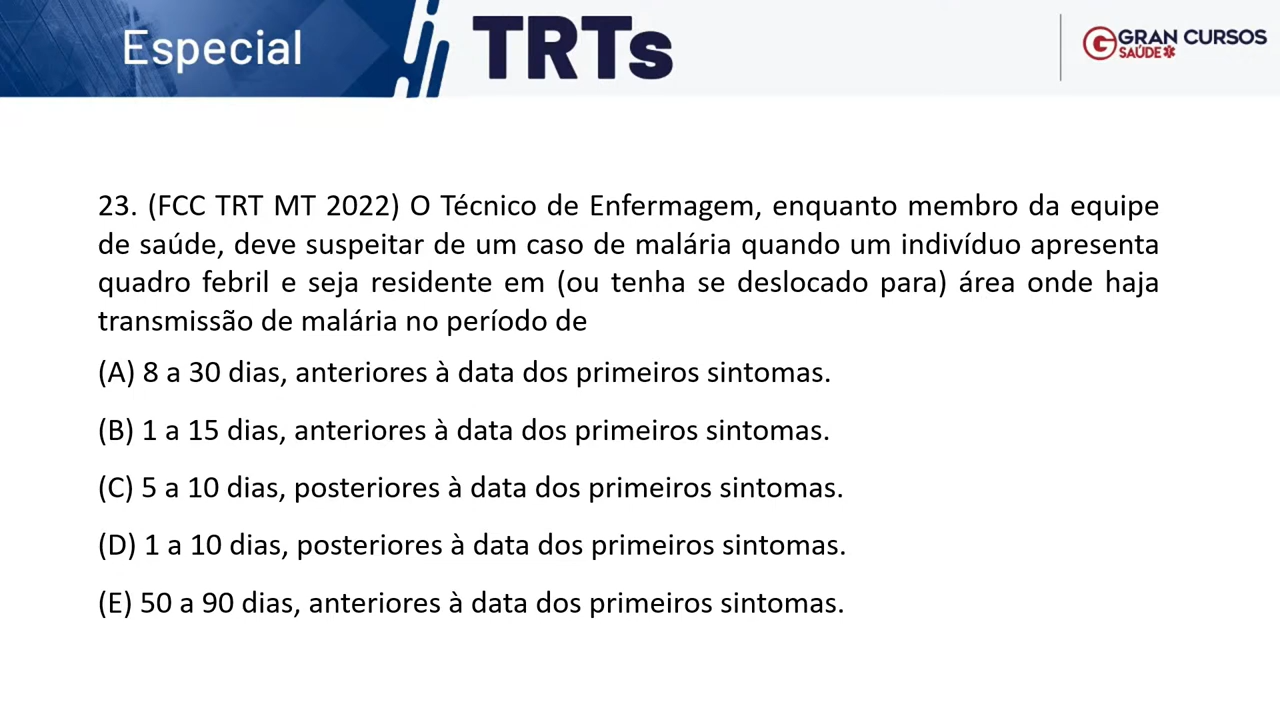 Especial
TRTs
GRAN CURSOS
SAÚDE
23. (FCC TRT MT 2022) O Técnico de Enfermagem, enquanto membro da equipe
de saúde, deve suspeitar de um caso de malária quando um indivíduo apresenta
quadro febril e seja residente em (ou tenha se deslocado para) área onde haja
transmissão de malária no período de
(A) 8 a 30 dias, anteriores à data dos primeiros sintomas.
(B) 1 a 15 dias, anteriores à data dos primeiros sintomas.
(C) 5 a 10 dias, posteriores à data dos primeiros sintomas.
(D) 1 a 10 dias, posteriores à data dos primeiros sintomas.
(E) 50 a 90 dias, anteriores à data dos primeiros sintomas.